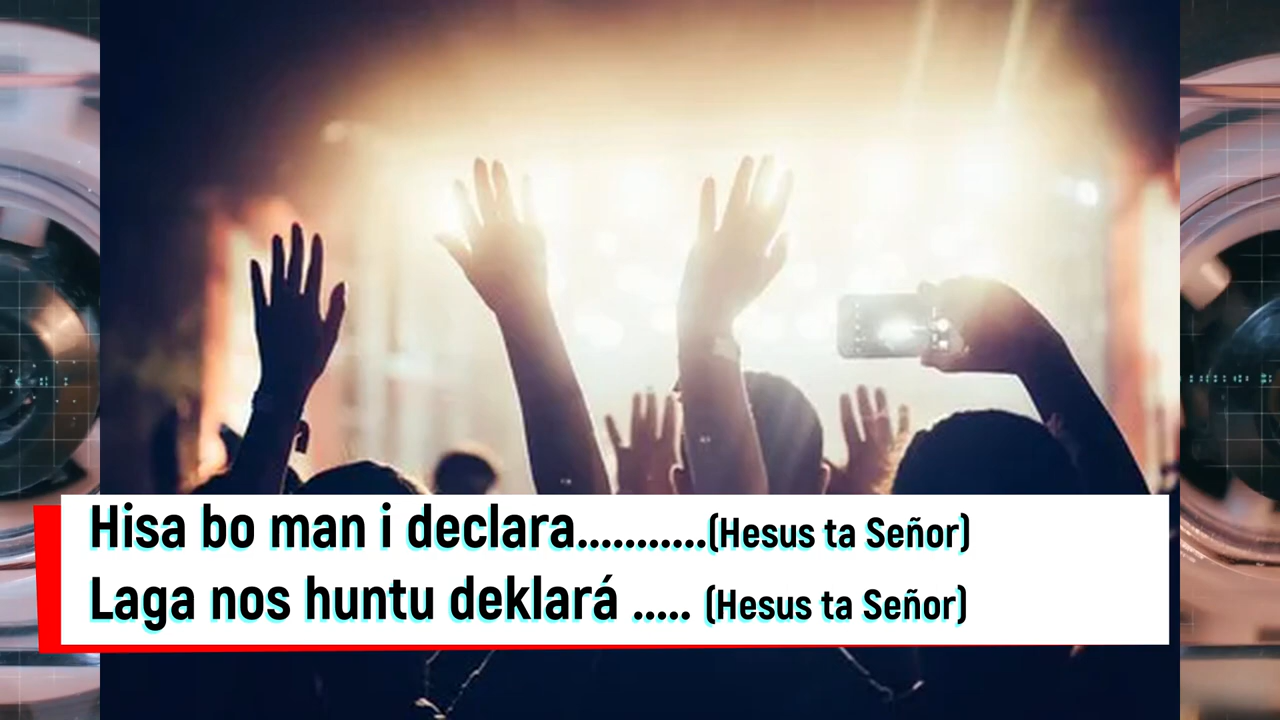 Hisa bo man i declara...........(Hesus ta Señor)
Laga nos huntu deklará ..... (Hesus ta Señor)